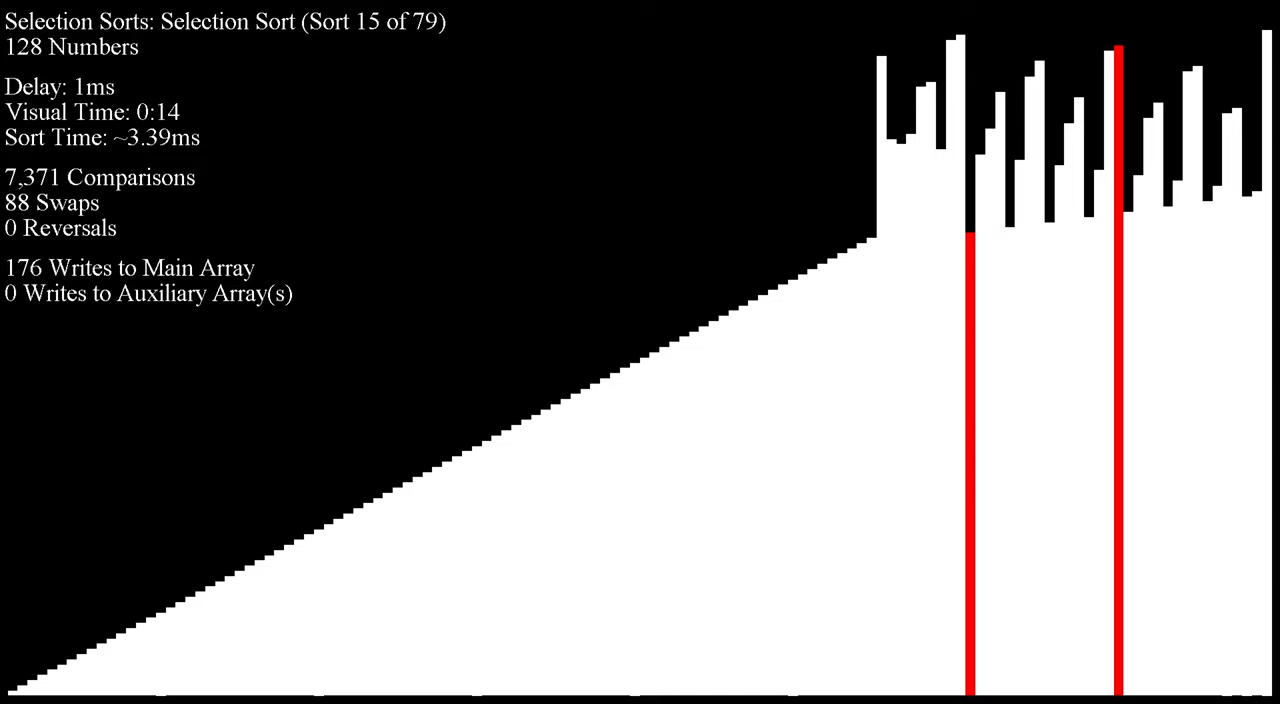 Selection Sorts: Selection Sort (Sort 15 of 79)
128 Numbers
Delay: 1ms
Visual Time: 0:14
Sort Time: ~3.39ms
7,371 Comparisons
88 Swaps
0 Reversals
176 Writes to Main Array
0 Writes to Auxiliary Array(s)